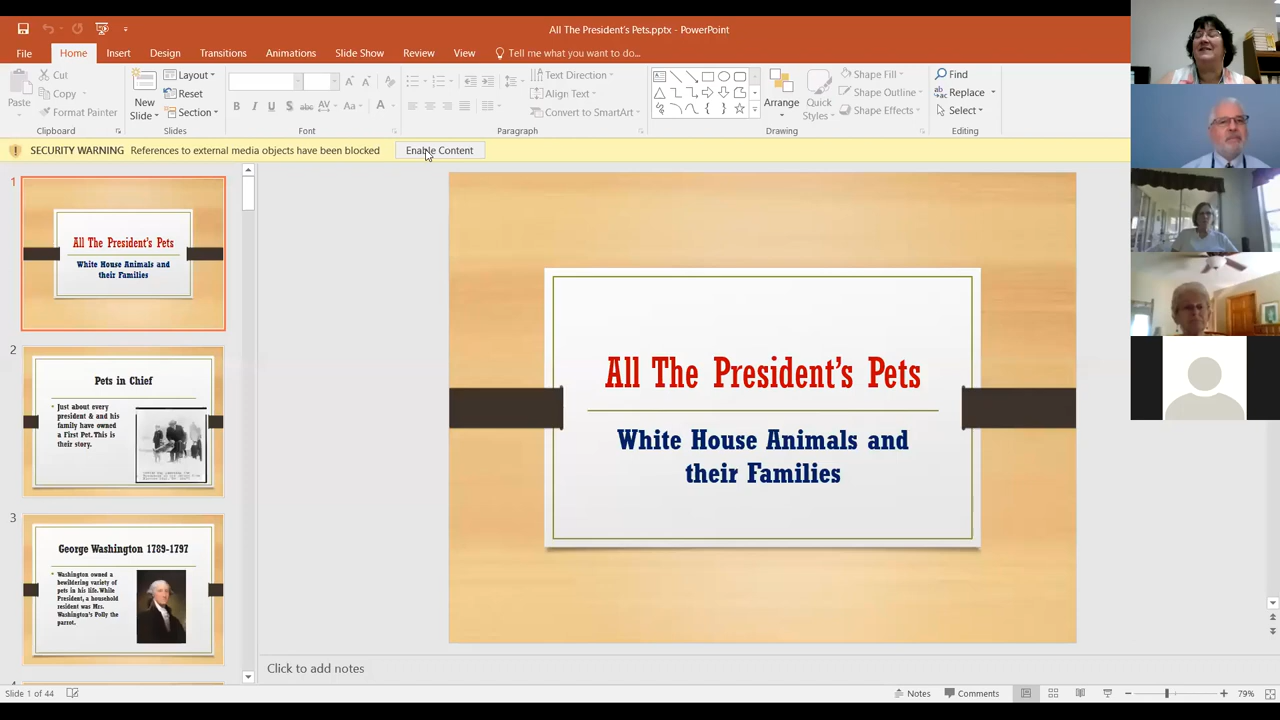 All The President's Pets.pptx - PowerPoint
File Home Insert Design Transitions Animations Slide Show Review View Tell me what you want to do...
Paste
Cut
Copy
Format Painter
Clipboard
New
Slide
Layout
Reset
Section
Slides
B I U S abc AV Aa A
Font
Text Direction
Align Text
Convert to SmartArt
Paragraph
Arrange
Quick
Styles
Shape Fill
Shape Outline
Shape Effects
Drawing
Find
Replace
Select
Editing
SECURITY WARNING References to external media objects have been blocked Enable Content
1
All The President's Pets
White House Animals and
their Families
2
Pets in Chief
Just about every
president & and his
family have owned
a First Pet. This is
their story.
3
George Washington 1789-1797
Washington owned a
bewildering variety of
pets in his life. While
President, a household
resident was Mrs.
Washington's Polly the
parrot.
All The President's Pets
White House Animals and
their Families
Click to add notes
Slide 1 of 44
Notes
Comments
79%